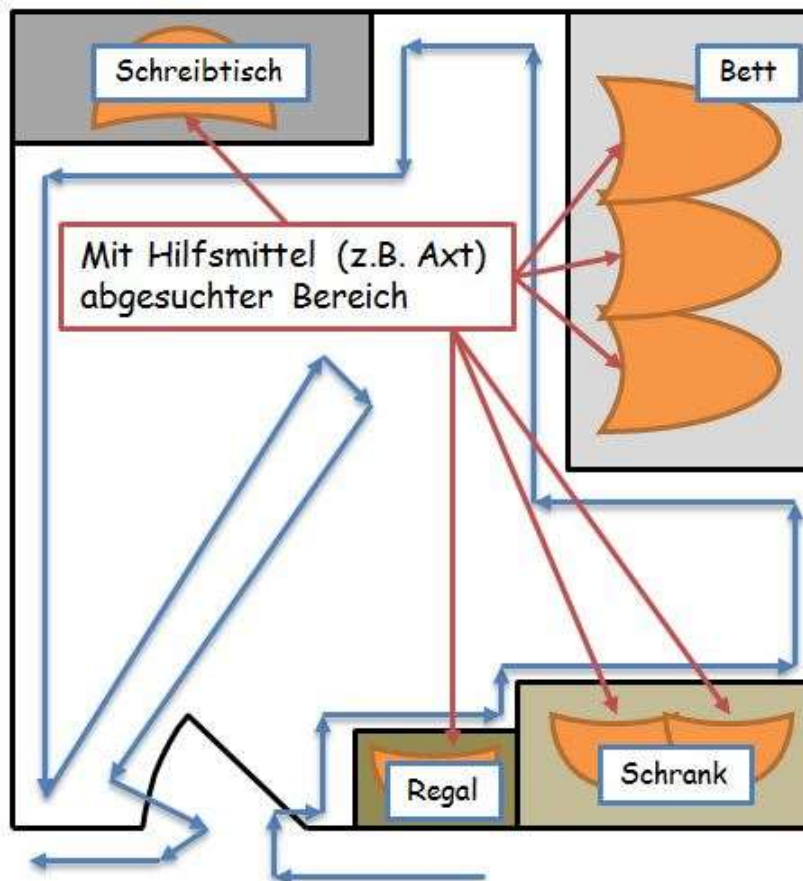 Schreibtisch
Bett
Mit Hilfsmittel (z.B. Axt)
abgesuchter Bereich
Regal
Schrank